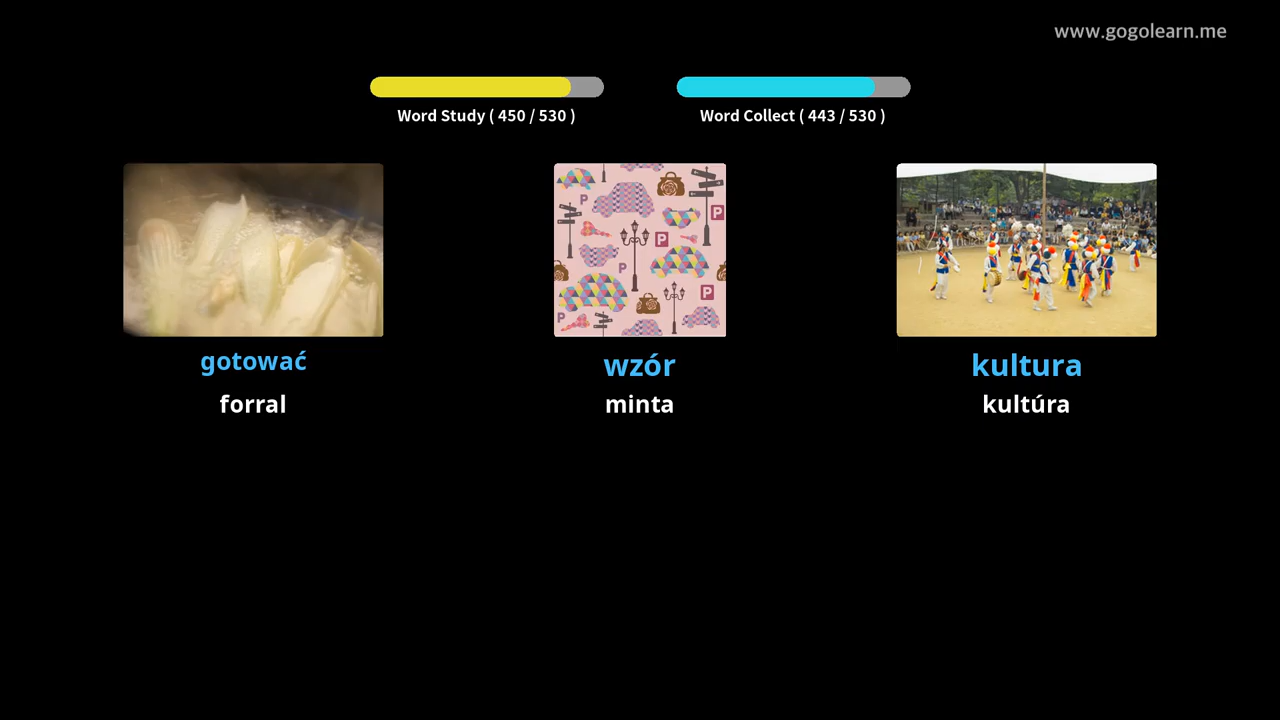 www.gogolearn.me
Word Study ( 450 / 530 )
Word Collect ( 443 / 530 )
P
P
P
P
P
P
gotować
wzór
kultura
forral
minta
kultúra